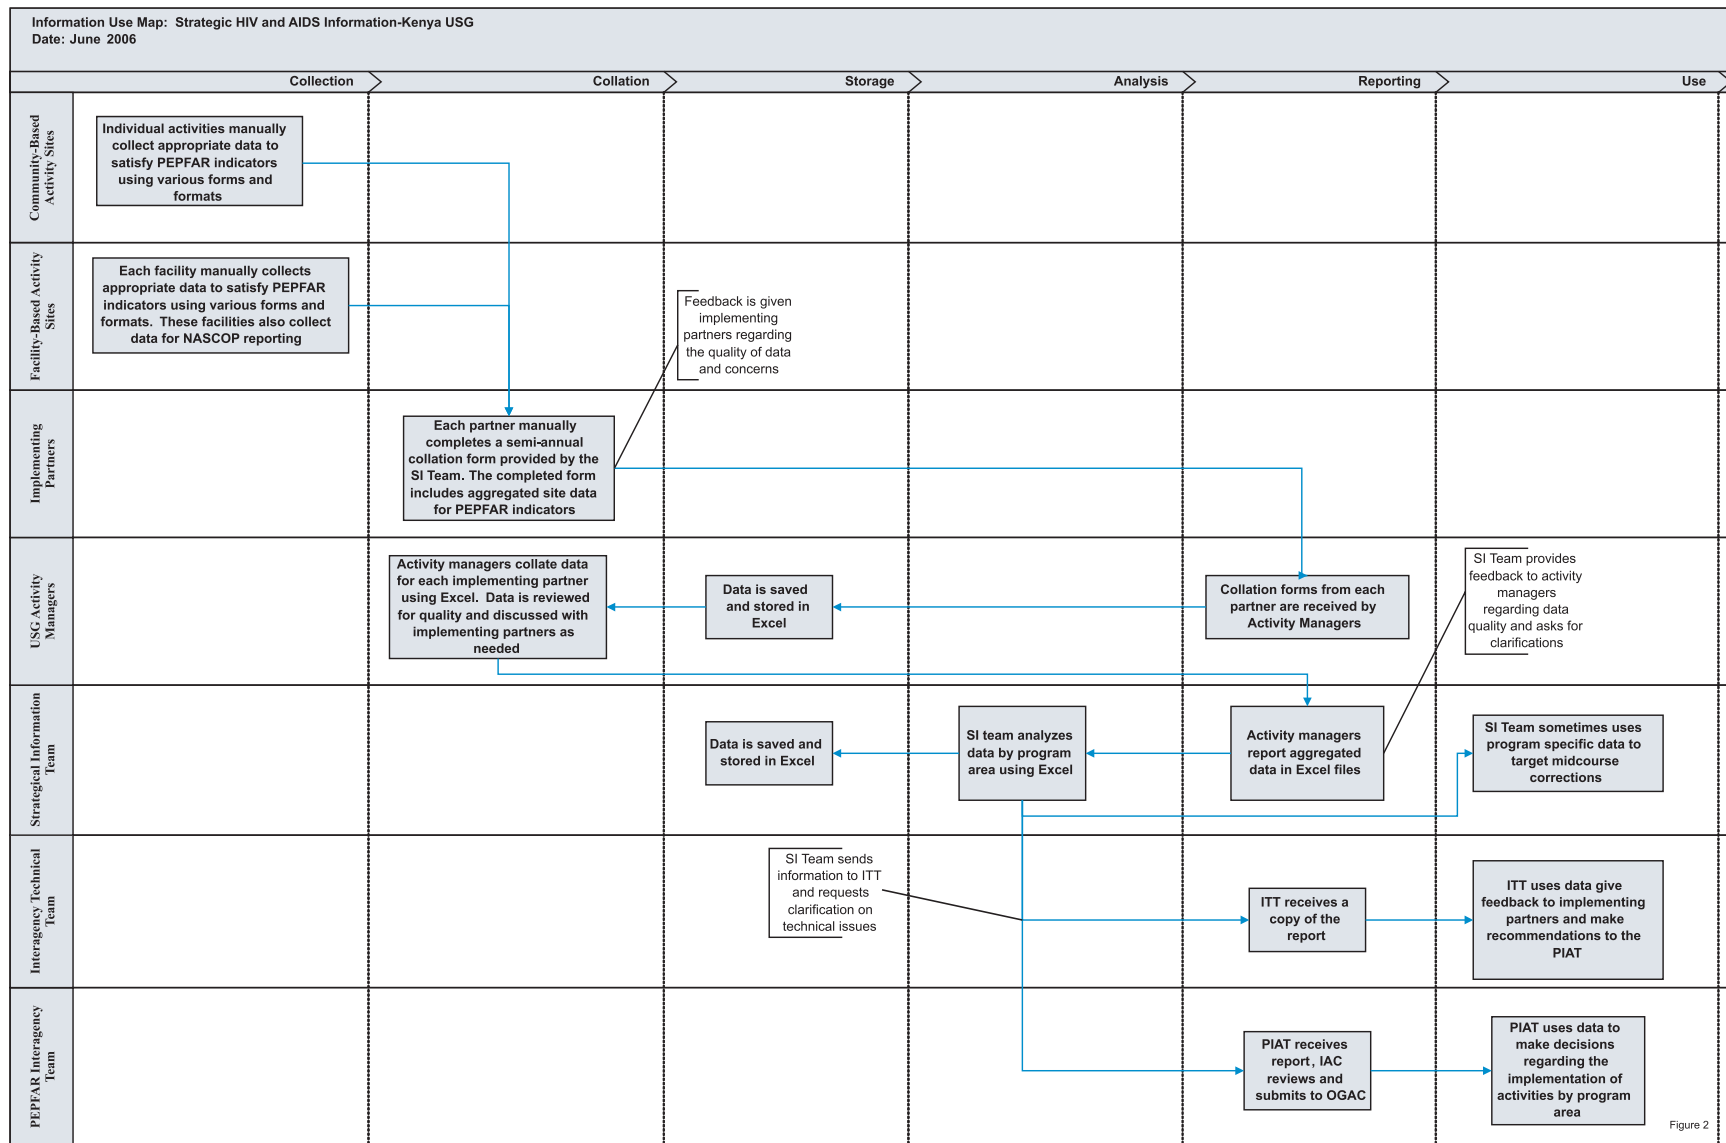 Information Use Map: Strategic HIV and AIDS Information-Kenya USG
Date: June 2006
Collection
Collation
Storage
Analysis
Reporting
Use
Community-Based
Activity Sites
Individual activities manually
collect appropriate data to
satisfy PEPFAR indicators
using various forms and
formats
Facility-Based Activity
Sites
Each facility manually collects
appropriate data to satisfy PEPFAR
indicators using various forms and
formats. These facilities also collect
data for NASCOP reporting
Feedback is given
implementing
partners regarding
the quality of data
and concerns
Implementing
Partners
Each partner manually
completes a semi-annual
collation form provided by the
SI Team. The completed form
includes aggregated site data
for PEPFAR indicators
USG Activity
Managers
Activity managers collate data
for each implementing partner
using Excel. Data is reviewed
for quality and discussed with
implementing partners as
needed
Data is saved
and stored in
Excel
Collation forms from each
partner are received by
Activity Managers
SI Team provides
feedback to activity
managers
regarding data
quality and asks for
clarifications
Strategical Information
Team
Data is saved and
stored in Excel
SI team analyzes
data by program
area using Excel
Activity managers
report aggregated
data in Excel files
SI Team sometimes uses
program specific data to
target midcourse
corrections
Interagency Technical
Team
SI Team sends
information to ITT
and requests
clarification on
technical issues
ITT receives a
copy of the
report
ITT uses data give
feedback to implementing
partners and make
recommendations to the
PIAT
PEPFAR Interagency
Team
PIAT receives
report, IAC
reviews and
submits to OGAC
PIAT uses data to
make decisions
regarding the
implementation of
activities by program
area
Figure 2